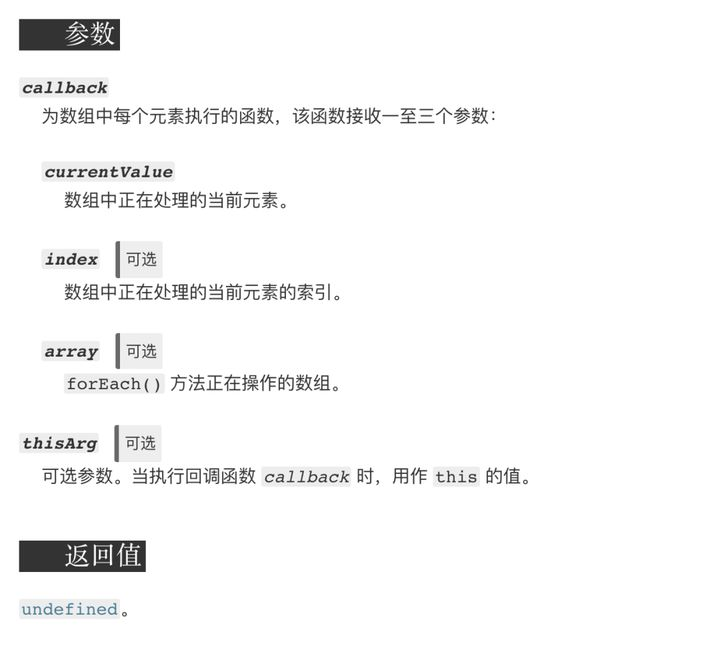 参数
callback
为数组中每个元素执行的函数，该函数接收一至三个参数：
currentValue
数组中正在处理的当前元素。
index 可选
数组中正在处理的当前元素的索引。
array 可选
forEach() 方法正在操作的数组。
thisArg 可选
可选参数。当执行回调函数 callback 时，用作 this 的值。
返回值
undefined。